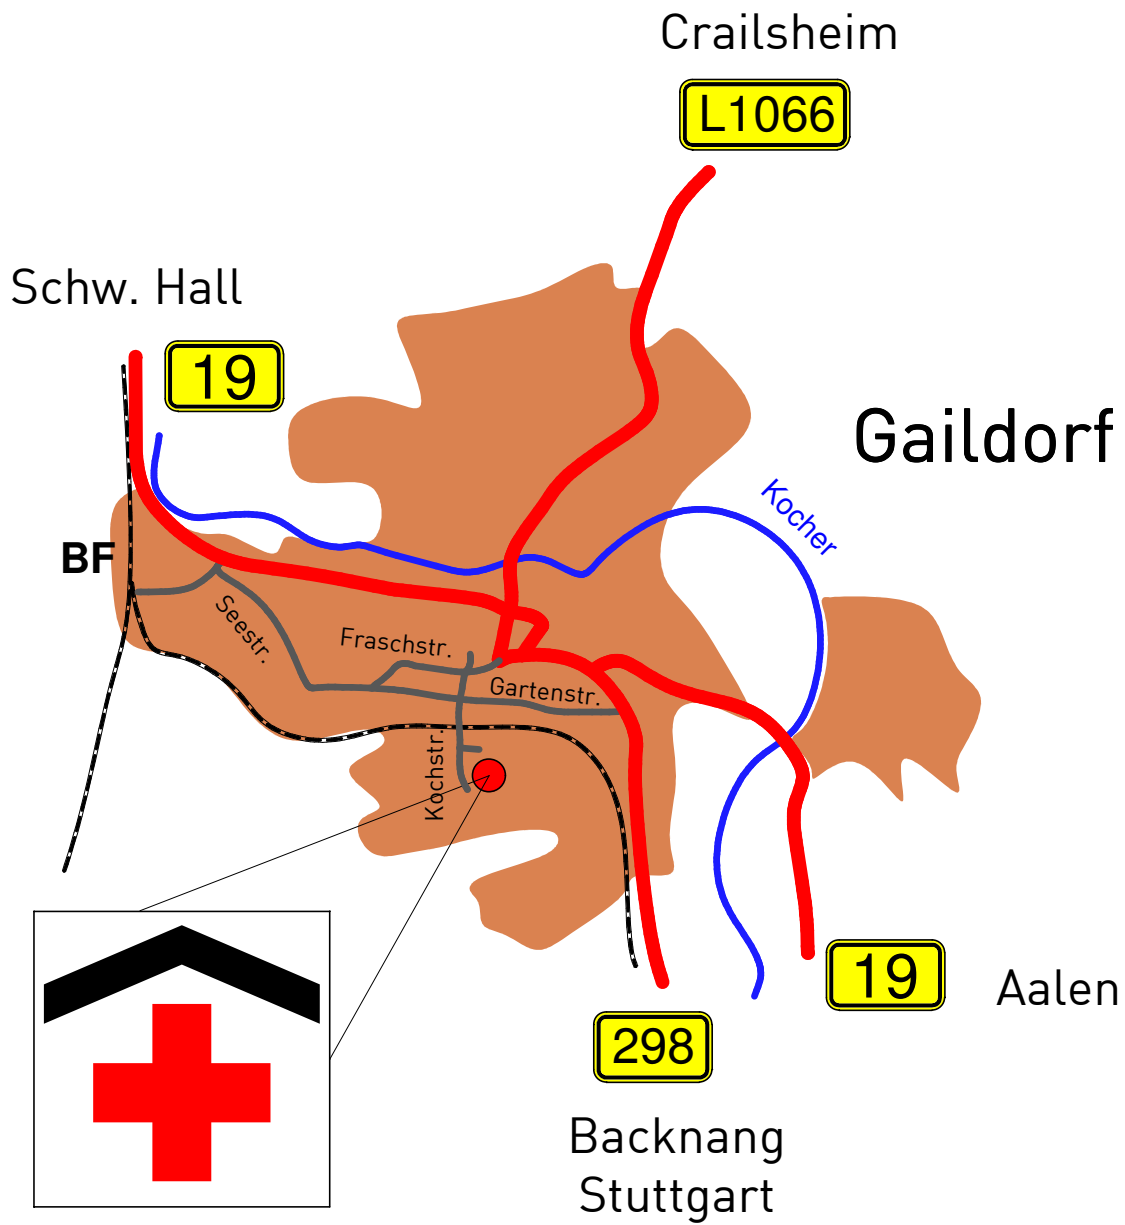 Crailsheim
L1066
Schw. Hall
19
Gaildorf
Kocher
BF
Seestr.
Fraschstr.
Gartenstr.
Kochstr.
19
Aalen
298
Backnang
Stuttgart